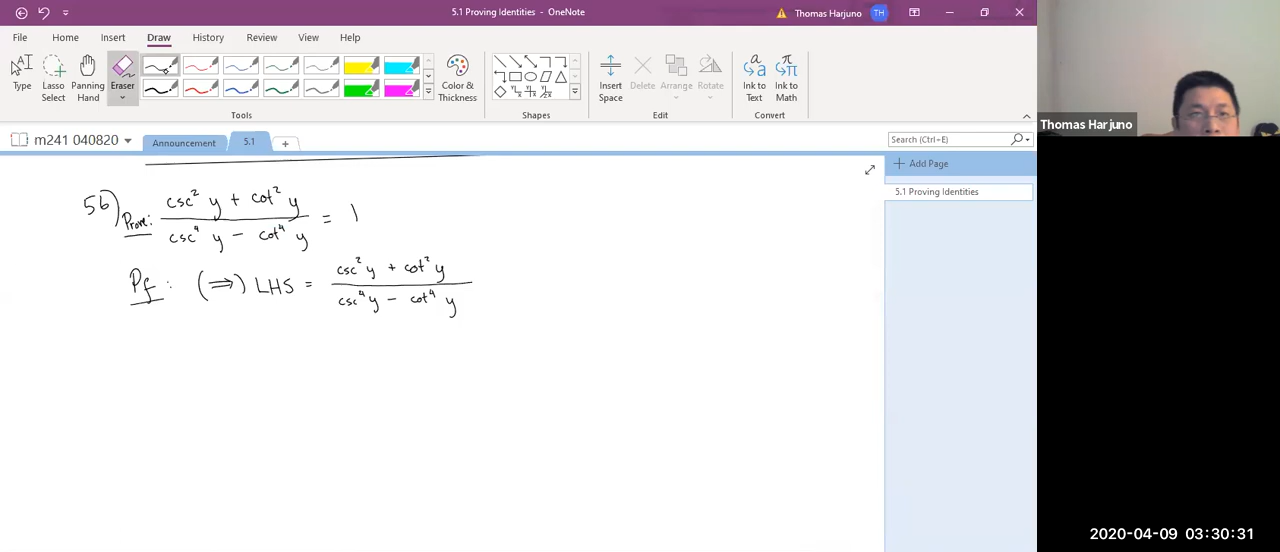 5.1 Proving Identities - OneNote
Thomas Harjuno
TH
File
Home
Insert
Draw
History
Review
View
Help
Type
Lasso
Select
Panning
Hand
Eraser
Color &
Thickness
Insert
Space
Delete
Arrange
Rotate
Ink to
Text
Ink to
Math
Tools
Shapes
Edit
Convert
m241 040820
Announcement
5.1
Search (Ctrl+E)
Add Page
5.1 Proving Identities
56) Prove: csc² y + cot² y / csc⁴ y − cot⁴ y = 1
Pf: (⇒) LHS = csc² y + cot² y / csc⁴ y − cot⁴ y
Thomas Harjuno
2020-04-09 03:30:31